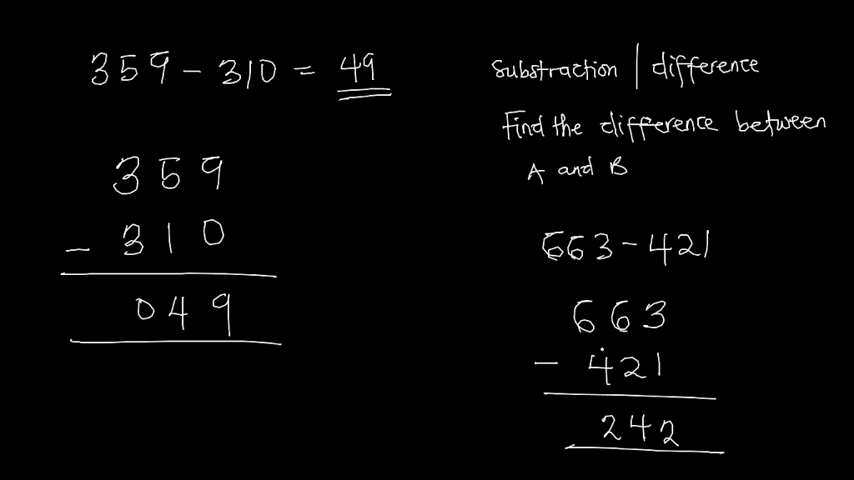 359 - 310 = 49
359
- 310
049
substraction | difference
Find the difference between
A and B
663 - 421
663
- 421
242